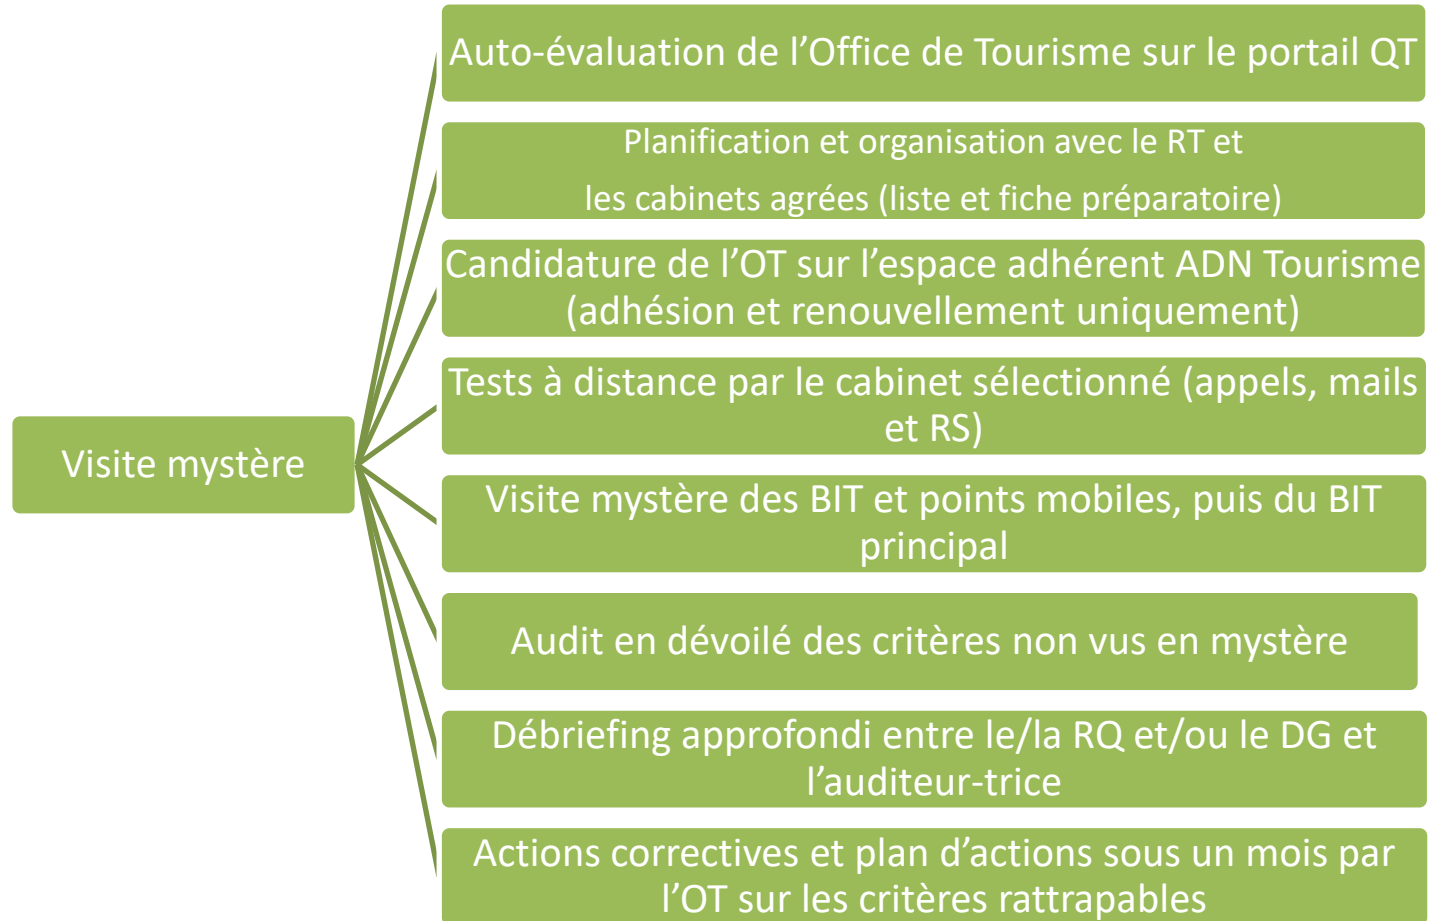 Auto-évaluation de l’Office de Tourisme sur le portail QT
Planification et organisation avec le RT et
les cabinets agrées (liste et fiche préparatoire)
Candidature de l’OT sur l’espace adhérent ADN Tourisme
(adhésion et renouvellement uniquement)
Tests à distance par le cabinet sélectionné (appels, mails
et RS)
Visite mystère
Visite mystère des BIT et points mobiles, puis du BIT
principal
Audit en dévoilé des critères non vus en mystère
Débriefing approfondi entre le/la RQ et/ou le DG et
l’auditeur-trice
Actions correctives et plan d’actions sous un mois par
l’OT sur les critères rattrapables